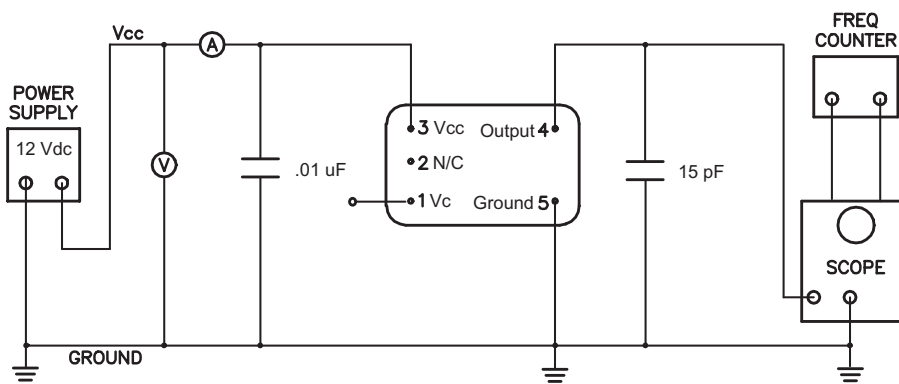 FREQ
COUNTER
Vcc
A
POWER
SUPPLY
12 Vdc
V
.01 uF
3 Vcc
Output 4
2 N/C
1 Vc
Ground 5
15 pF
SCOPE
GROUND